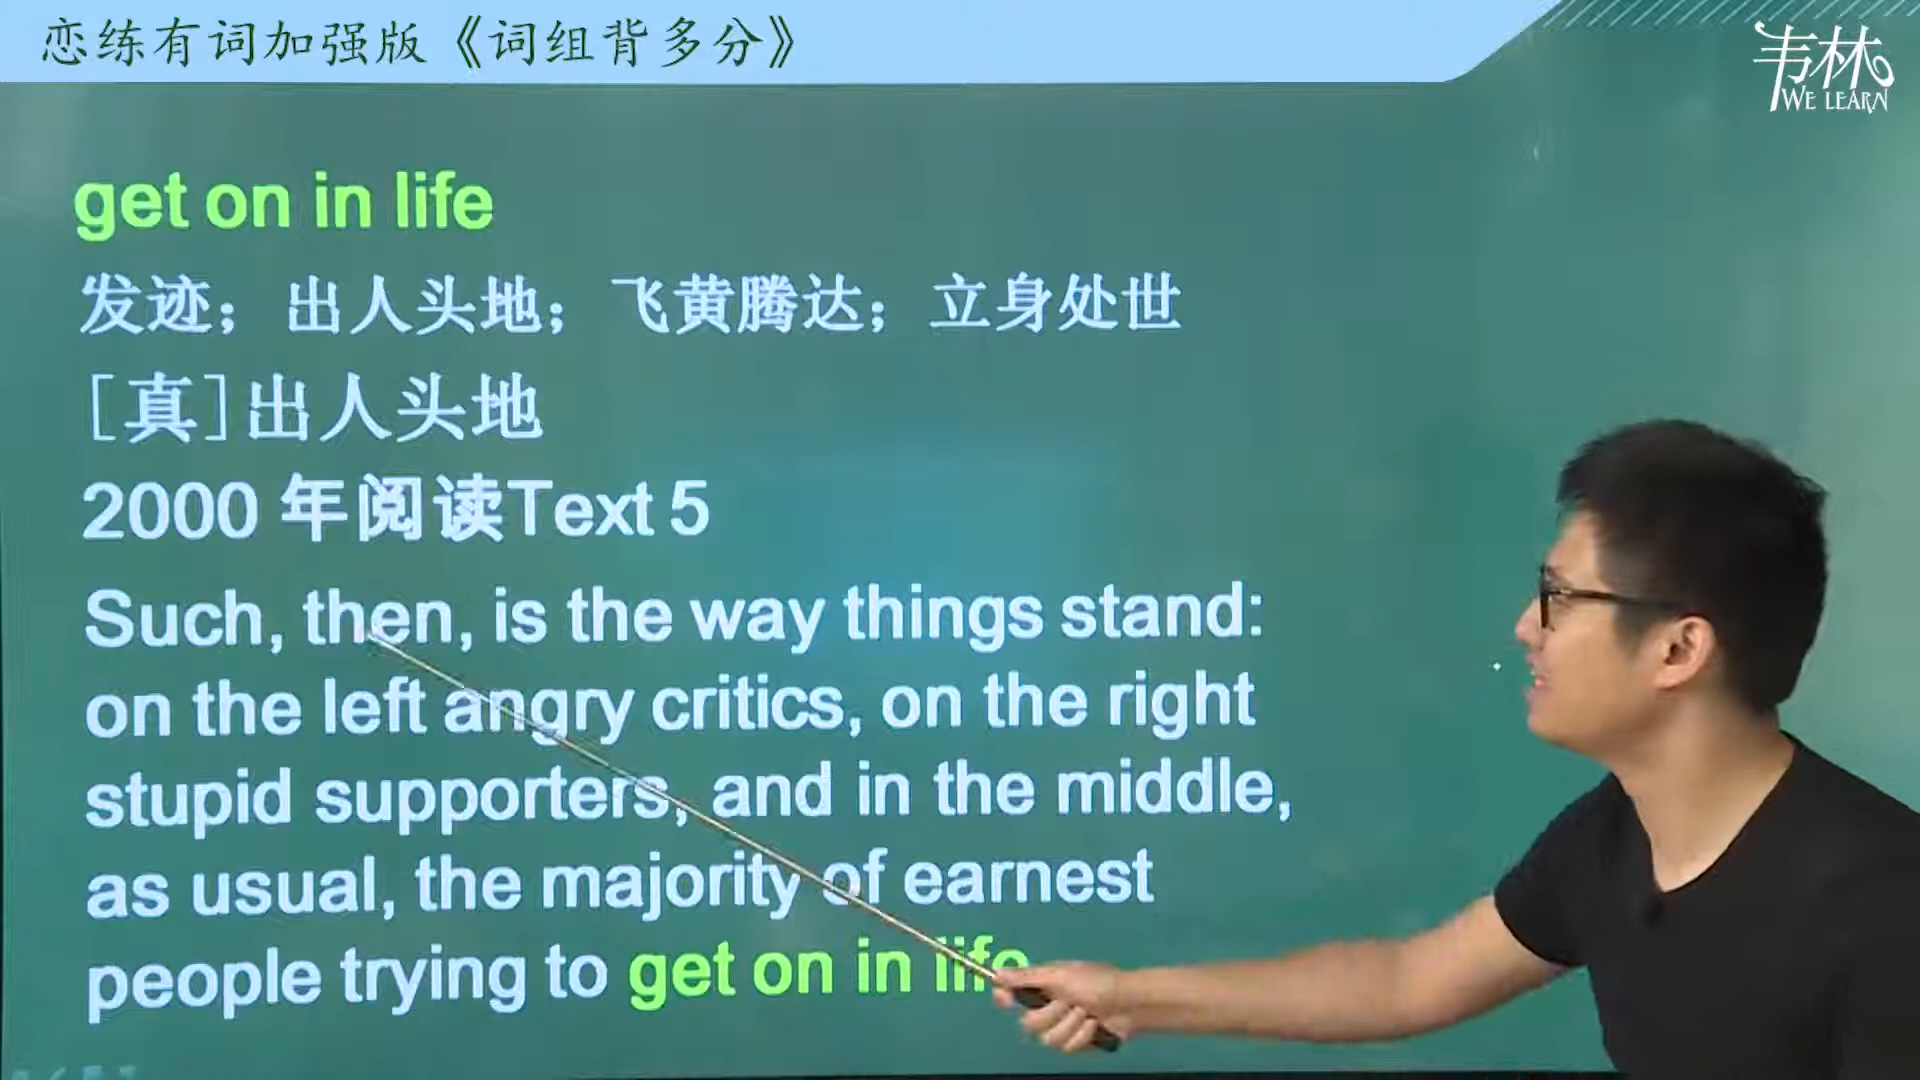 恋练有词加强版《词组背多分》
韦林
WE LEARN
get on in life
发迹；出人头地；飞黄腾达；立身处世
[真]出人头地
2000 年阅读Text 5
Such, then, is the way things stand:
on the left angry critics, on the right
stupid supporters, and in the middle,
as usual, the majority of earnest
people trying to get on in life